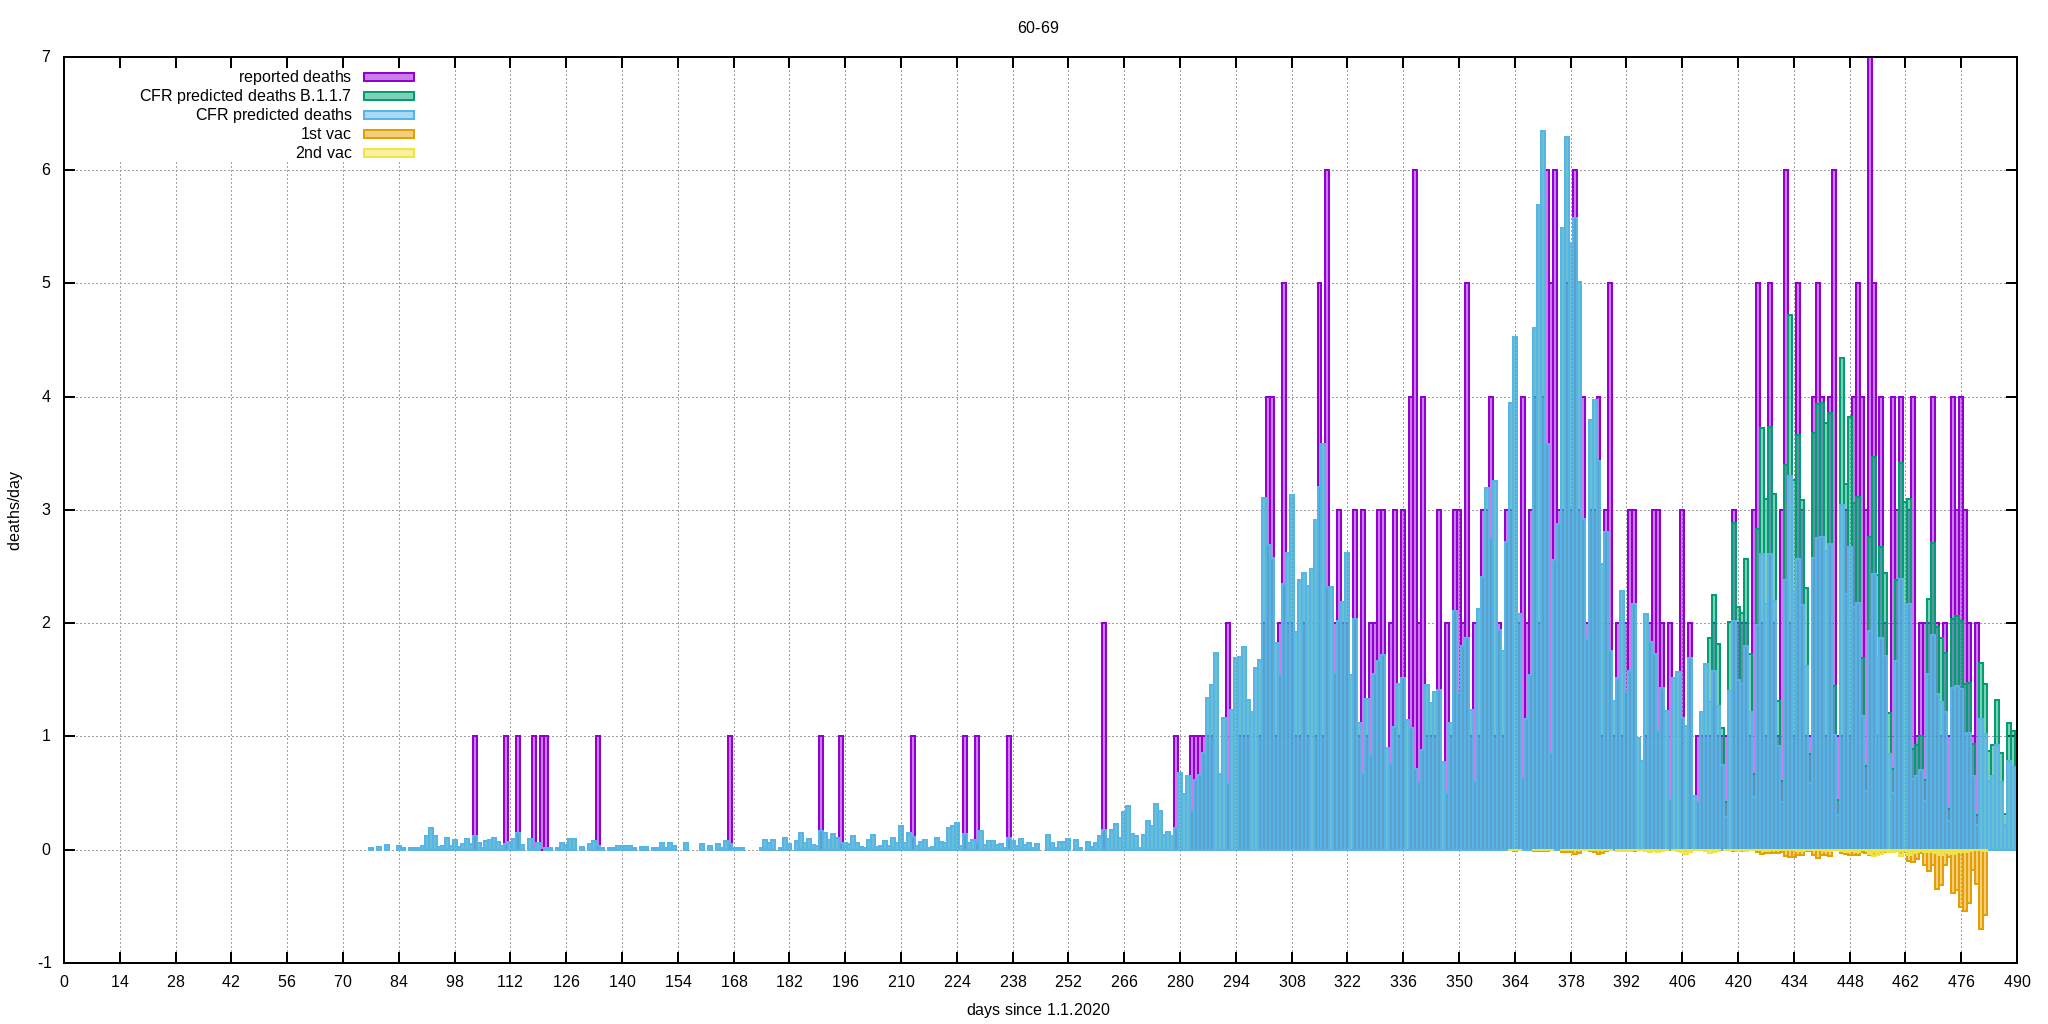 60-69
reported deaths
CFR predicted deaths B.1.1.7
CFR predicted deaths
1st vac
2nd vac
7
6
5
4
3
2
1
0
-1
deaths/day
0 14 28 42 56 70 84 98 112 126 140 154 168 182 196 210 224 238 252 266 280 294 308 322 336 350 364 378 392 406 420 434 448 462 476 490
days since 1.1.2020